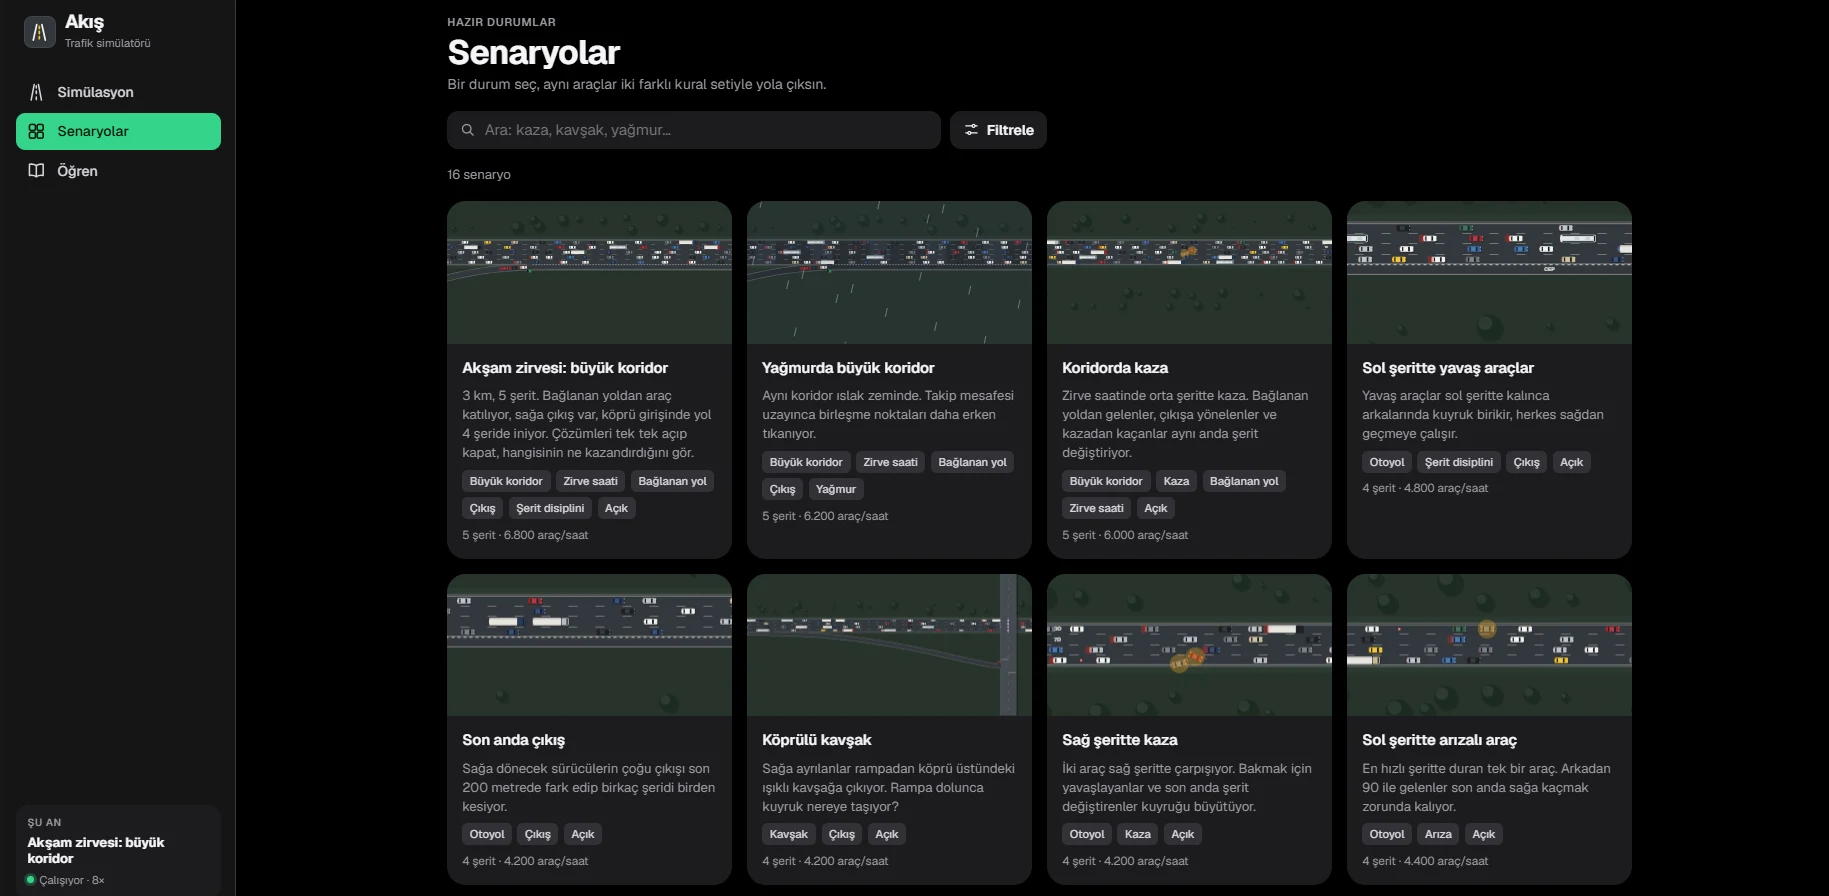 Akış
Trafik simülatörü
Simülasyon
Senaryolar
Öğren
ŞU AN
Akşam zirvesi: büyük
koridor
Çalışıyor · 8×
HAZIR DURUMLAR
Senaryolar
Bir durum seç, aynı araçlar iki farklı kural setiyle yola çıksın.
Ara: kaza, kavşak, yağmur...
Filtrele
16 senaryo
Akşam zirvesi: büyük koridor
3 km, 5 şerit. Bağlanan yoldan araç
katılıyor, sağa çıkış var, köprü girişinde yol
4 şeride iniyor. Çözümleri tek tek açıp
kapat, hangisinin ne kazandırdığını gör.
Büyük koridor Zirve saati Bağlanan yol
Çıkış Şerit disiplini Açık
5 şerit · 6.800 araç/saat
Yağmurda büyük koridor
Aynı koridor ıslak zeminde. Takip mesafesi
uzayınca birleşme noktaları daha erken
tıkanıyor.
Büyük koridor Zirve saati Bağlanan yol
Çıkış Yağmur
5 şerit · 6.200 araç/saat
Koridorda kaza
Zirve saatinde orta şeritte kaza. Bağlanan
yoldan gelenler, çıkışa yönelenler ve
kazadan kaçanlar aynı anda şerit
değiştiriyor.
Büyük koridor Kaza Bağlanan yol
Zirve saati Açık
5 şerit · 6.000 araç/saat
Sol şeritte yavaş araçlar
Yavaş araçlar sol şeritte kalınca
arkalarında kuyruk birikir, herkes sağdan
geçmeye çalışır.
Otoyol Şerit disiplini Çıkış Açık
4 şerit · 4.800 araç/saat
Son anda çıkış
Sağa dönecek sürücülerin çoğu çıkışı son
200 metrede fark edip birkaç şeridi birden
kesiyor.
Otoyol Çıkış Açık
4 şerit · 4.200 araç/saat
Köprülü kavşak
Sağa ayrılanlar rampadan köprü üstündeki
ışıklı kavşağa çıkıyor. Rampa dolunca
kuyruk nereye taşıyor?
Kavşak Çıkış Açık
4 şerit · 4.200 araç/saat
Sağ şeritte kaza
İki araç sağ şeritte çarpışıyor. Bakmak için
yavaşlayanlar ve son anda şerit
değiştirenler kuyruğu büyütüyor.
Otoyol Kaza Açık
4 şerit · 4.200 araç/saat
Sol şeritte arızalı araç
En hızlı şeritte duran tek bir araç. Arkadan
90 ile gelenler son anda sağa kaçmak
zorunda kalıyor.
Otoyol Arıza Açık
4 şerit · 4.400 araç/saat